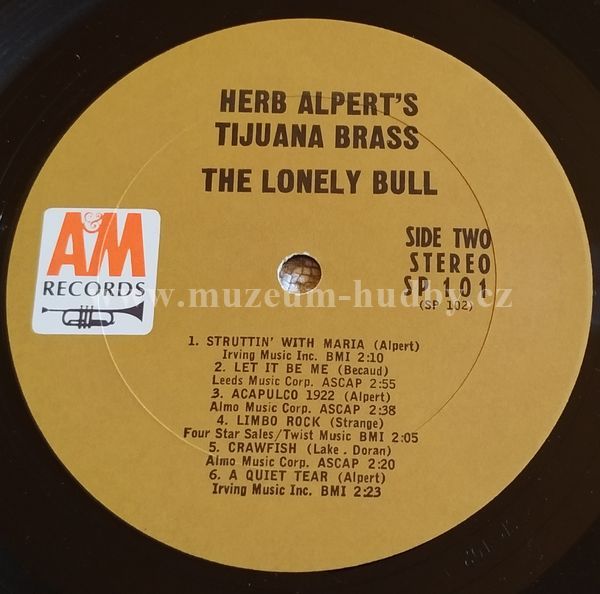 HERB ALPERT'S
TIJUANA BRASS
THE LONELY BULL
SIDE TWO
STEREO
SP 101
(SP 102)
A&M
RECORDS
www.muzeum-hudby.cz
1. STRUTTIN' WITH MARIA (Alpert)
Irving Music Inc. BMI 2:10
2. LET IT BE ME (Becaud)
Leeds Music Corp. ASCAP 2:55
3. ACAPULCO 1922 (Alpert)
Almo Music Corp. ASCAP 2:38
4. LIMBO ROCK (Strange)
Four Star Sales/Twist Music BMI 2:05
5. CRAWFISH (Lake . Doran)
Almo Music Corp. ASCAP 2:20
6. A QUIET TEAR (Alpert)
Irving Music Inc. BMI 2:23